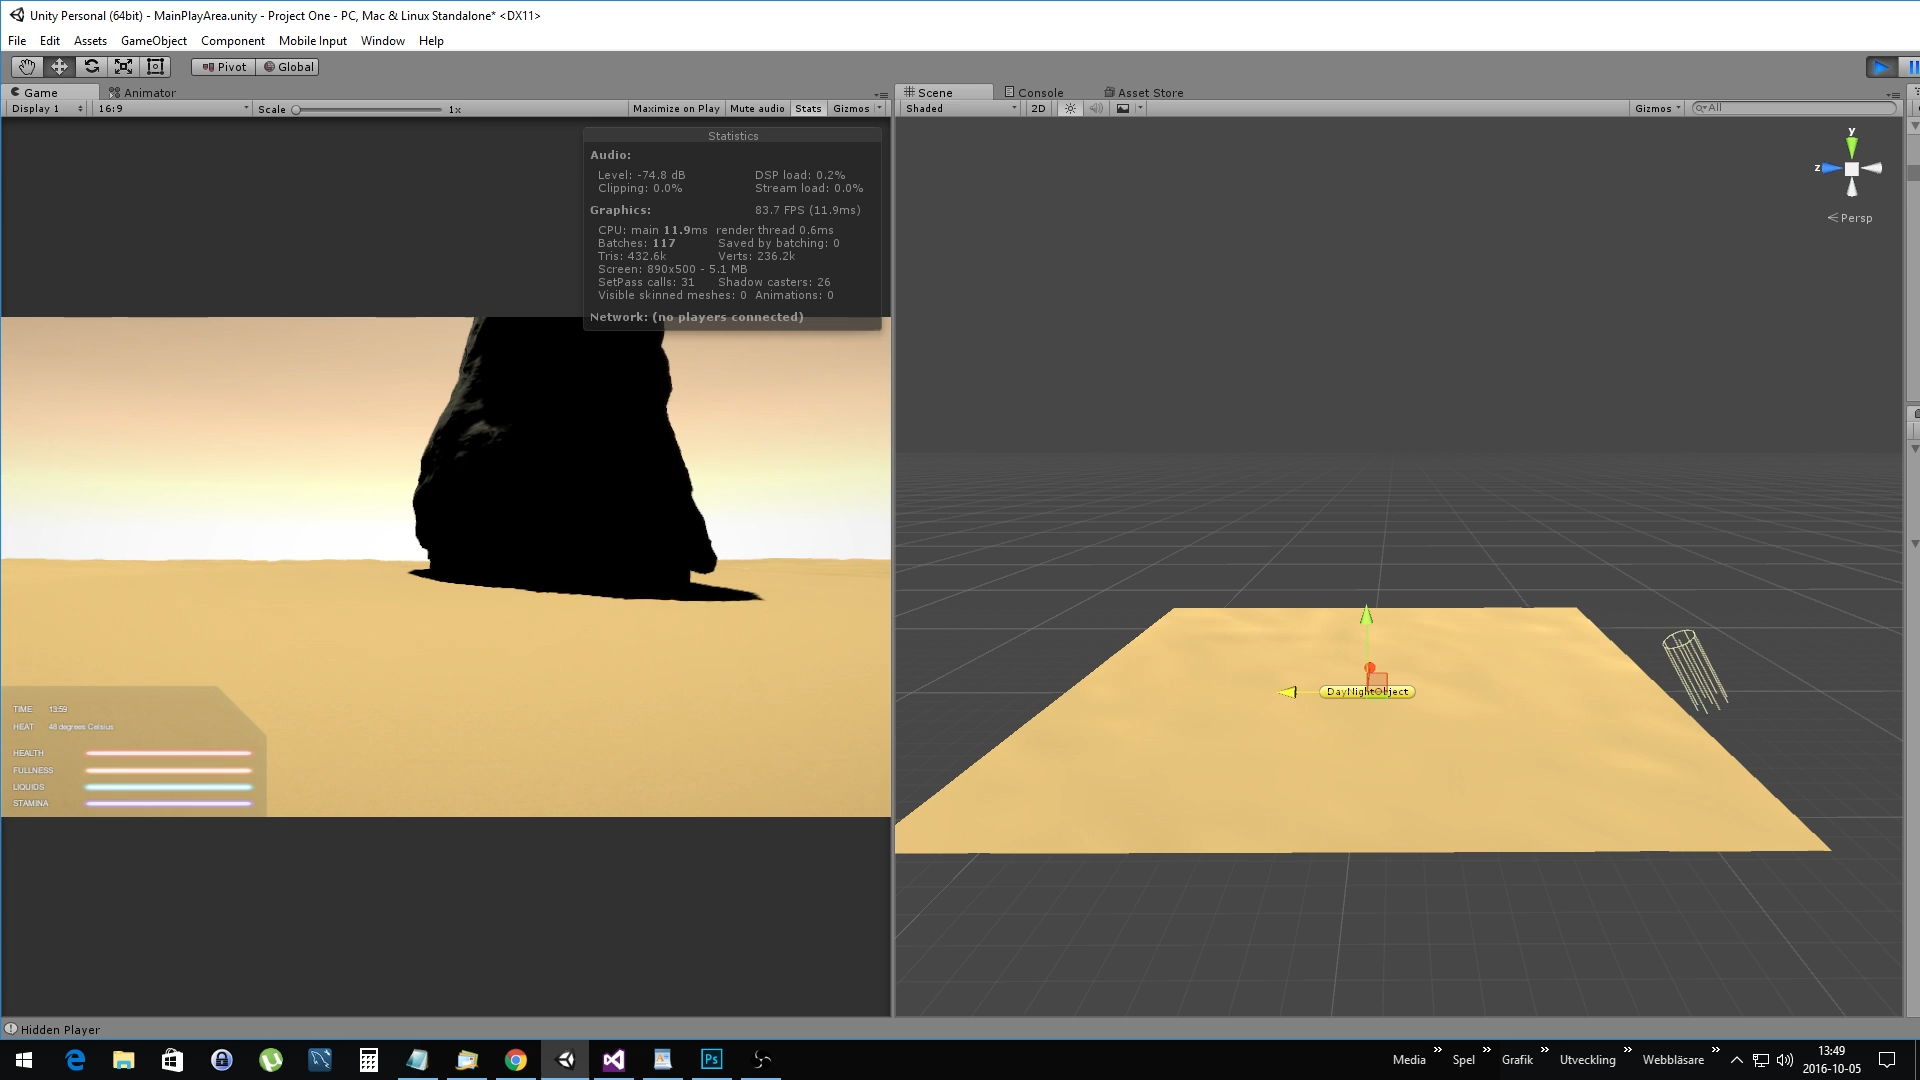 Unity Personal (64bit) - MainPlayArea.unity - Project One - PC, Mac & Linux Standalone* <DX11>
File Edit Assets GameObject Component Mobile Input Window Help
Pivot Global
Game Animator
Display 1 16:9 Scale 1x Maximize on Play Mute audio Stats Gizmos
Scene Console Asset Store
Shaded 2D Gizmos All
Statistics
Audio:
Level: -74.8 dB DSP load: 0.2%
Clipping: 0.0% Stream load: 0.0%
Graphics: 83.7 FPS (11.9ms)
CPU: main 11.9ms render thread 0.6ms
Batches: 117 Saved by batching: 0
Tris: 432.6k Verts: 236.2k
Screen: 890x500 - 5.1 MB
SetPass calls: 31 Shadow casters: 26
Visible skinned meshes: 0 Animations: 0
Network: (no players connected)
y
z
Persp
DayNightObject
TIME 13:59
HEAT 48 degrees Celsius
HEALTH
FULLNESS
LIQUIDS
STAMINA
Hidden Player
Ps
Media Spel Grafik Utveckling Webbläsare
13:49
2016-10-05